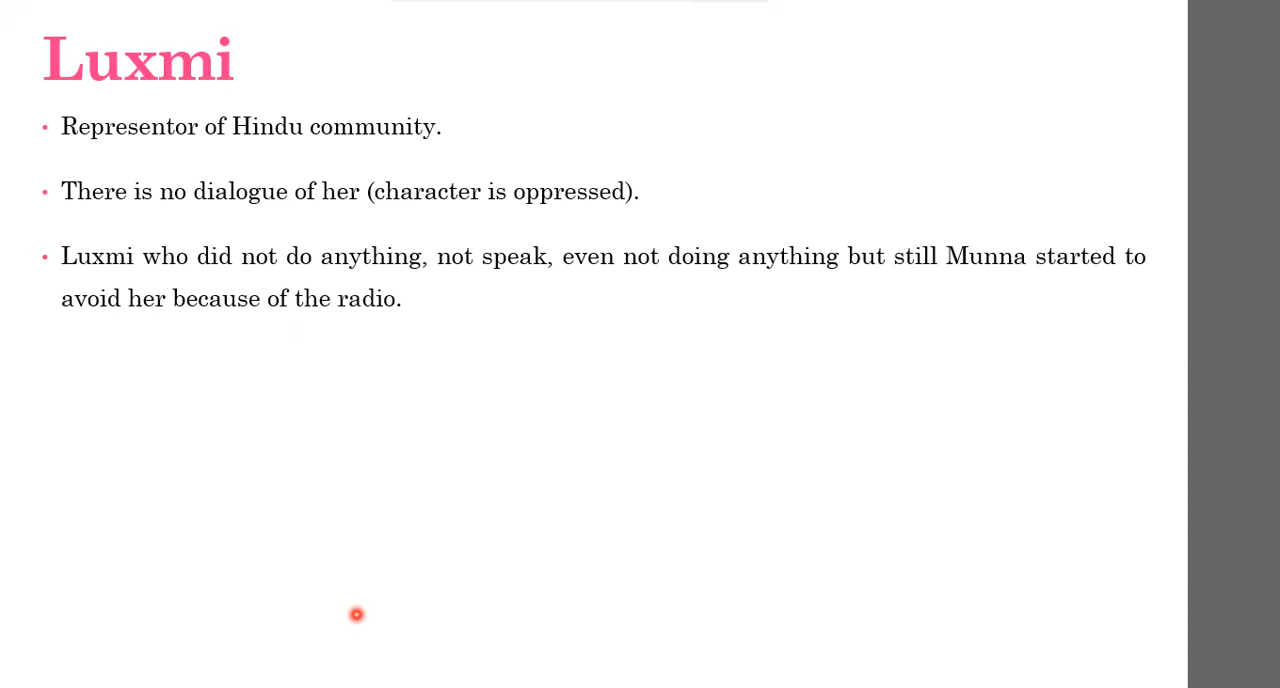 Luxmi
• Representor of Hindu community.
• There is no dialogue of her (character is oppressed).
• Luxmi who did not do anything, not speak, even not doing anything but still Munna started to
avoid her because of the radio.